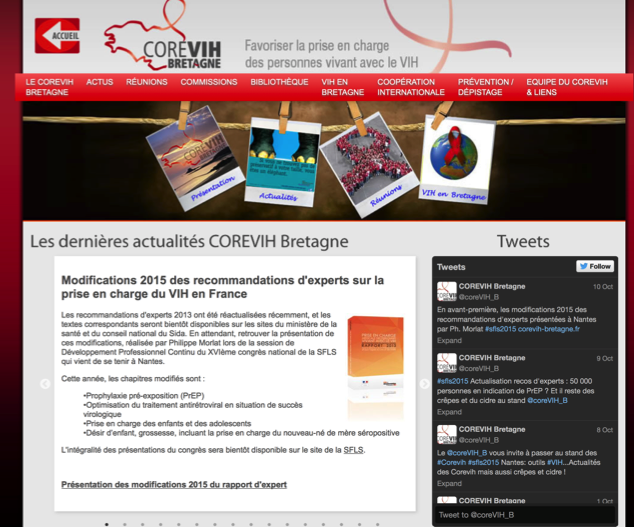 ACCUEIL
COREVIH
BRETAGNE
Favoriser la prise en charge
des personnes vivant avec le VIH
LE COREVIH BRETAGNE
ACTUS
RÉUNIONS
COMMISSIONS
BIBLIOTHÈQUE
VIH EN BRETAGNE
COOPÉRATION INTERNATIONALE
PRÉVENTION / DÉPISTAGE
EQUIPE DU COREVIH & LIENS
COREVIH
Présentation
Actualités
Réunions
VIH en Bretagne
Les dernières actualités COREVIH Bretagne
Modifications 2015 des recommandations d'experts sur la
prise en charge du VIH en France
Les recommandations d'experts 2013 ont été réactualisées récemment, et les
textes correspondants seront bientôt disponibles sur les sites du ministère de la
santé et du conseil national du Sida. En attendant, retrouver la présentation de
ces modifications, réalisée par Philippe Morlat lors de la session de
Développement Professionnel Continu du XVIème congrès national de la SFLS
qui vient de se tenir à Nantes.
Cette année, les chapitres modifiés sont :
•Prophylaxie pré-exposition (PrEP)
•Optimisation du traitement antirétroviral en situation de succès
virologique
•Prise en charge des enfants et des adolescents
•Désir d'enfant, grossesse, incluant la prise en charge du nouveau-né de mère séropositive
L'intégralité des présentations du congrès sera bientôt disponible sur le site de la SFLS.
Présentation des modifications 2015 du rapport d'expert
Tweets
Tweets
Follow
COREVIH Bretagne 10 Oct
@coreVIH_B
En avant-première, les modifications 2015 des
recommandations d'experts présentées à Nantes
par Ph. Morlat #sfls2015 corevih-bretagne.fr
Expand
COREVIH Bretagne 9 Oct
@coreVIH_B
#sfls2015 Actualisation recos d'experts : 50 000
personnes en indication de PrEP ? Et il reste des
crêpes et du cidre au stand @coreVIH_B
Expand
COREVIH Bretagne 8 Oct
@coreVIH_B
Le @coreVIH_B vous invite à passer au stand des
#Corevih #sfls2015 Nantes: outils #VIH...Actualités
des Corevih mais aussi crêpes et cidre !
Expand
COREVIH Bretagne 1 Oct
Tweet to @coreVIH_B